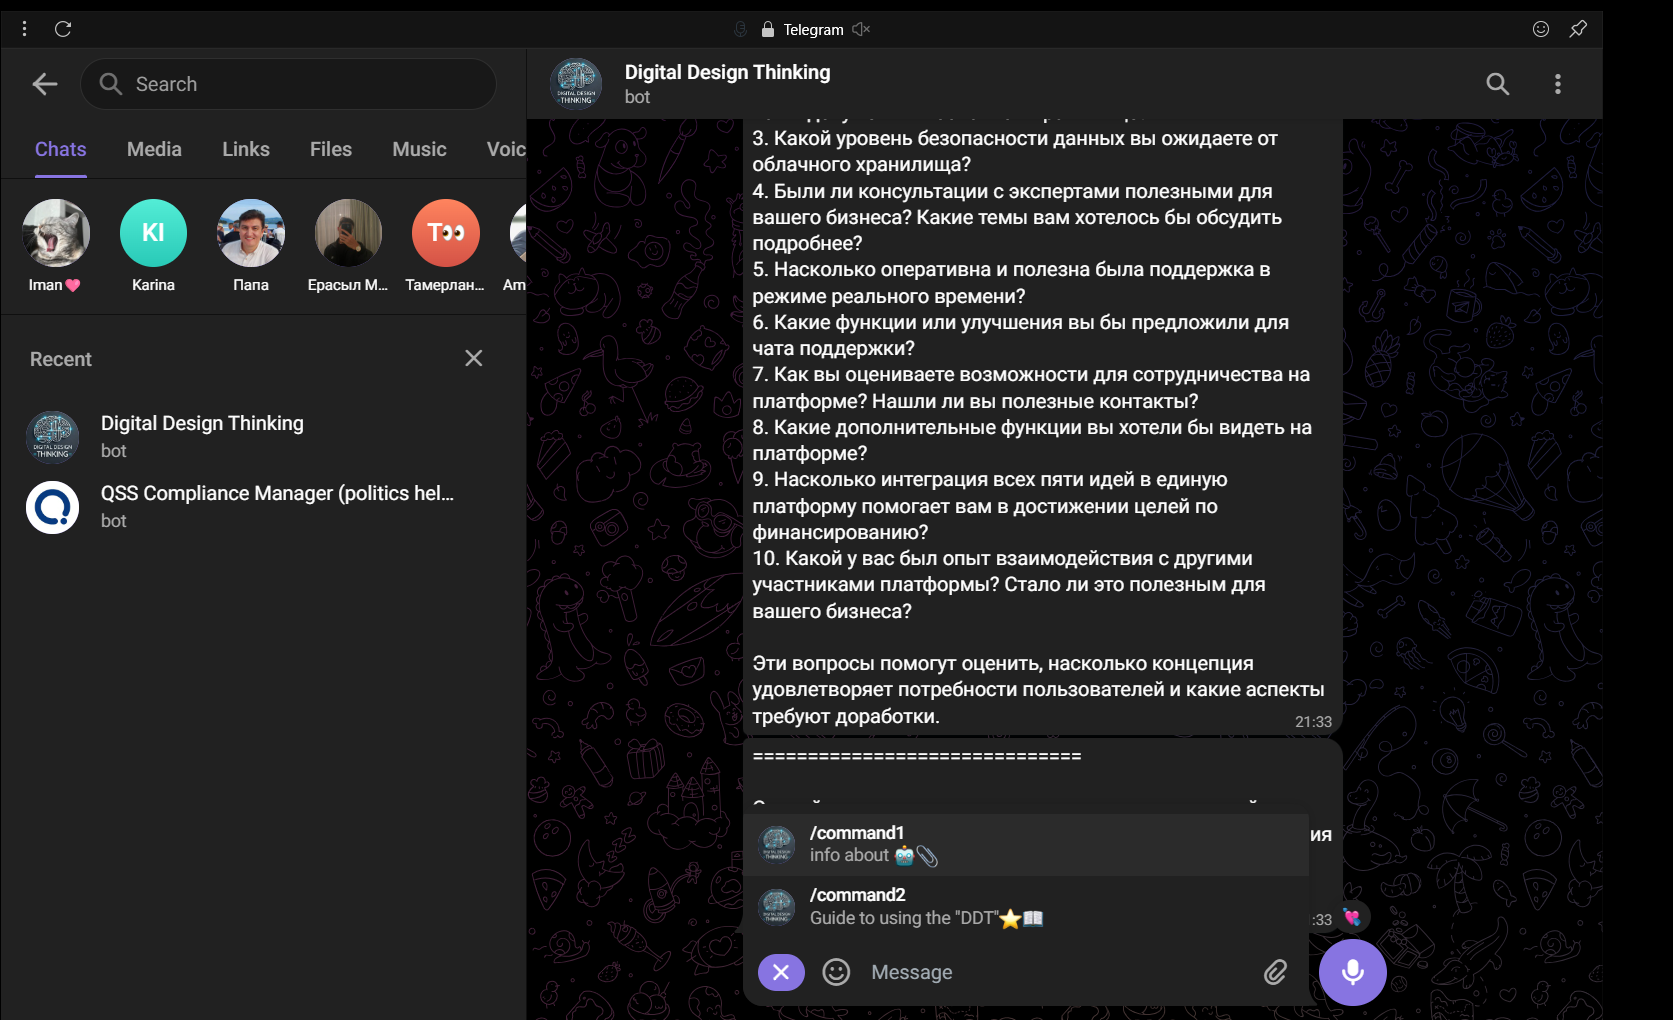 Telegram
Search
Chats Media Links Files Music Voic
KI
T
Iman
Karina
Папа
Ерасыл М...
Тамерлан...
Am
Recent
Digital Design Thinking
bot
QSS Compliance Manager (politics hel...
bot
Digital Design Thinking
bot
3. Какой уровень безопасности данных вы ожидаете от
облачного хранилища?
4. Были ли консультации с экспертами полезными для
вашего бизнеса? Какие темы вам хотелось бы обсудить
подробнее?
5. Насколько оперативна и полезна была поддержка в
режиме реального времени?
6. Какие функции или улучшения вы бы предложили для
чата поддержки?
7. Как вы оцениваете возможности для сотрудничества на
платформе? Нашли ли вы полезные контакты?
8. Какие дополнительные функции вы хотели бы видеть на
платформе?
9. Насколько интеграция всех пяти идей в единую
платформу помогает вам в достижении целей по
финансированию?
10. Какой у вас был опыт взаимодействия с другими
участниками платформы? Стало ли это полезным для
вашего бизнеса?
Эти вопросы помогут оценить, насколько концепция
удовлетворяет потребности пользователей и какие аспекты
требуют доработки.
21:33
==============================
ия
/command1
info about
/command2
Guide to using the "DDT"
:33
Message